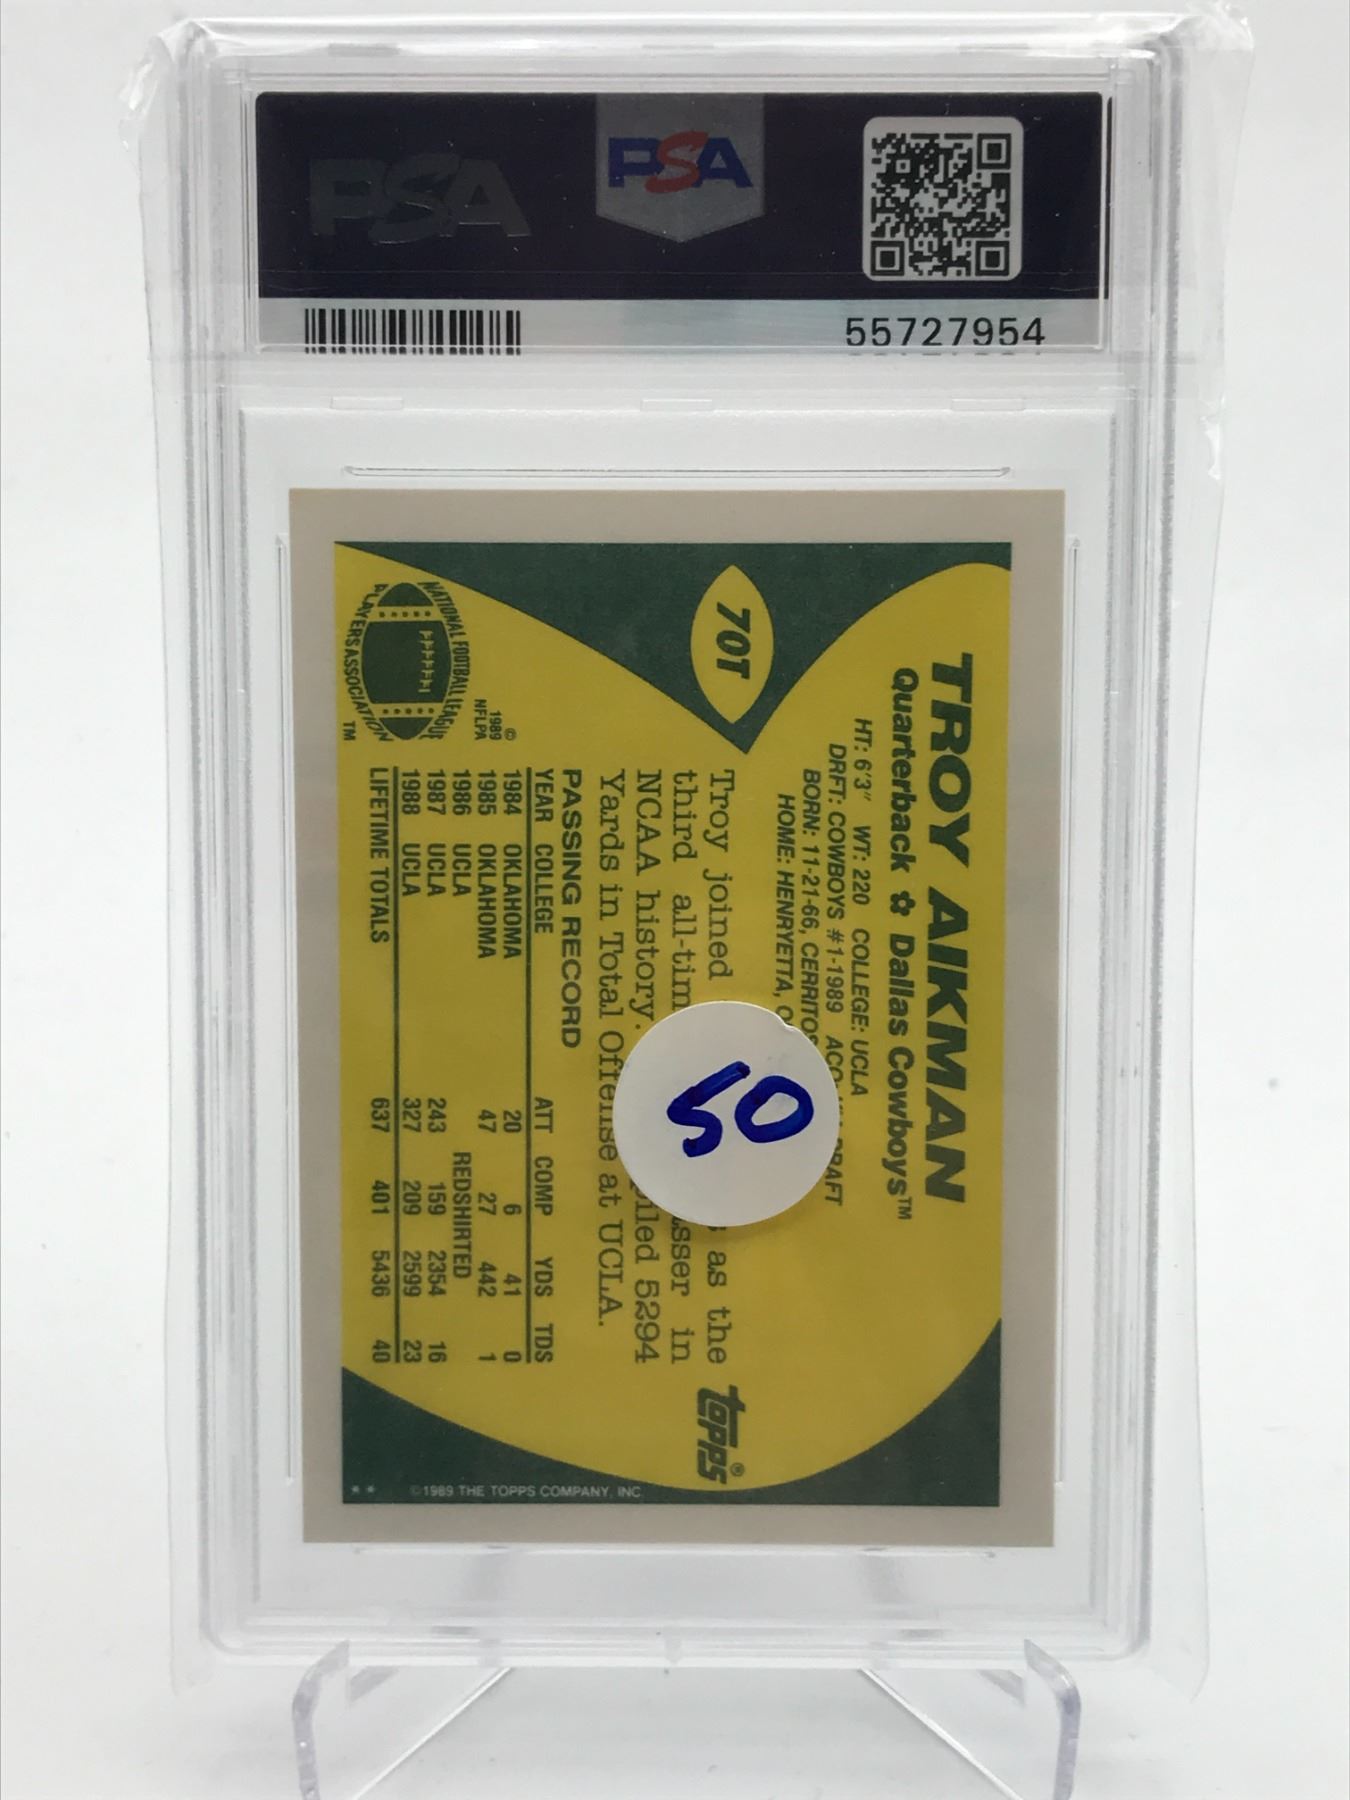 PSA
PSA
55727954
TROY AIKMAN
Quarterback ✿ Dallas Cowboys™
HT: 6'3" WT: 220 COLLEGE: UCLA
DRFT: COWBOYS #1-1989 DRAFT
BORN: 11-21-66, CERRITOS
HOME: HENRYETTA,
70T
Troy joined as the
third in
NCAA history. 5294
Yards in Total Offense at UCLA.
topps®
50
PASSING RECORD
YEAR COLLEGE ATT COMP YDS TDS
1984 OKLAHOMA 20 6 41 0
1985 OKLAHOMA 47 27 442 1
1986 UCLA REDSHIRTED
1987 UCLA 243 159 2354 16
1988 UCLA 327 209 2599 23
LIFETIME TOTALS 637 401 5436 40
NATIONAL FOOTBALL LEAGUE
PLAYERS ASSOCIATION
TM
©
1989
NFLPA
** ©1989 THE TOPPS COMPANY, INC.